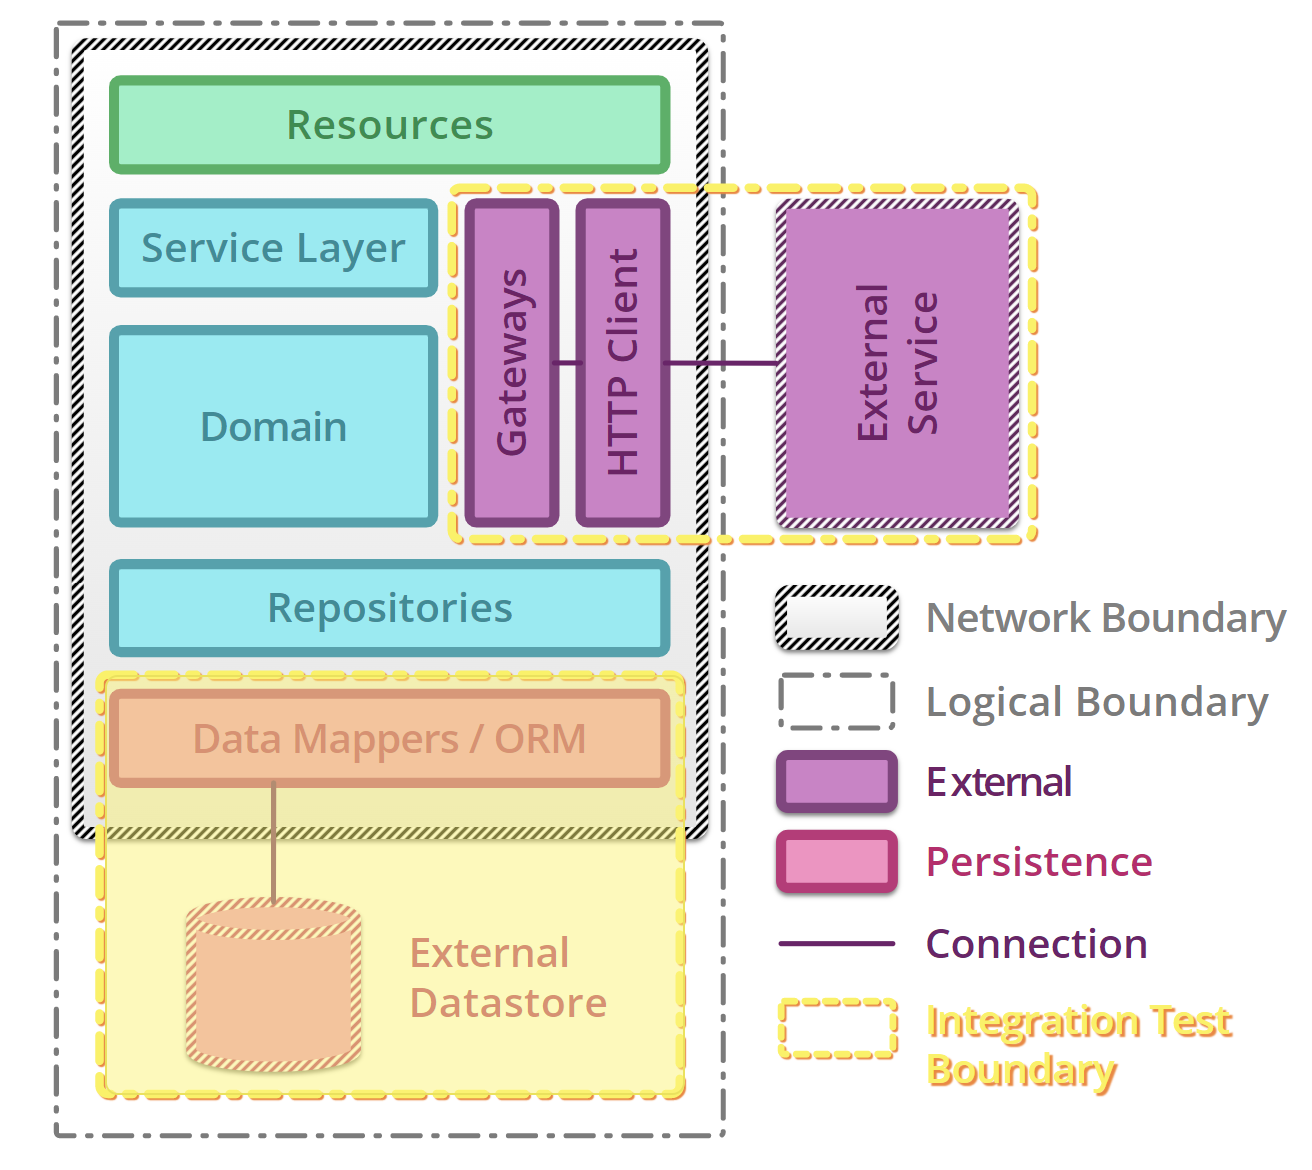 Resources
Service Layer
Gateways
HTTP Client
External
Service
Domain
Repositories
Data Mappers / ORM
External
Datastore
Network Boundary
Logical Boundary
External
Persistence
Connection
Integration Test
Boundary